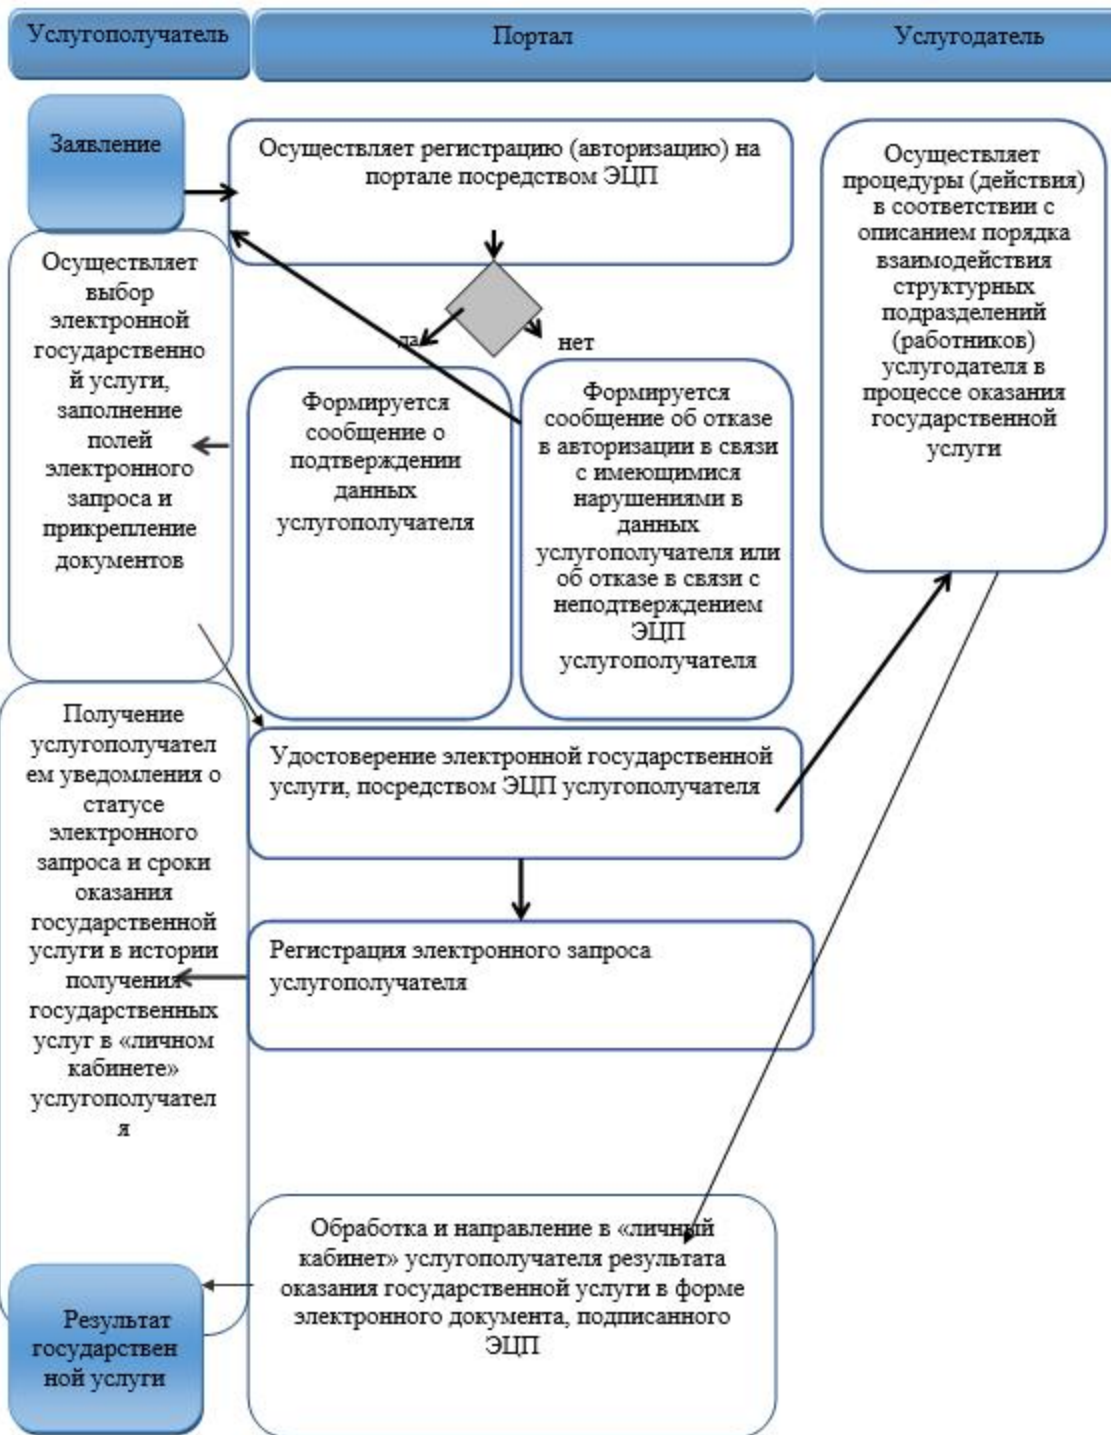 Услугополучатель
Портал
Услугодатель
Заявление
Осуществляет регистрацию (авторизацию) на
портале посредством ЭЦП
Осуществляет
процедуры (действия)
в соответствии с
описанием порядка
взаимодействия
структурных
подразделений
(работников)
услугодателя в
процессе оказания
государственной
услуги
Осуществляет
выбор
электронной
государственно
й услуги,
заполнение
полей
электронного
запроса и
прикрепление
документов
да
нет
Формируется
сообщение о
подтверждении
данных
услугополучателя
Формируется
сообщение об отказе
в авторизации в связи
с имеющимися
нарушениями в
данных
услугополучателя или
об отказе в связи с
неподтверждением
ЭЦП
услугополучателя
Получение
услугополучател
ем уведомления о
статусе
электронного
запроса и сроки
оказания
государственной
услуги в истории
получения
государственных
услуг в «личном
кабинете»
услугополучател
я
Удостоверение электронной государственной
услуги, посредством ЭЦП услугополучателя
Регистрация электронного запроса
услугополучателя
Обработка и направление в «личный
кабинет» услугополучателя результата
оказания государственной услуги в форме
электронного документа, подписанного
ЭЦП
Результат
государствен
ной услуги